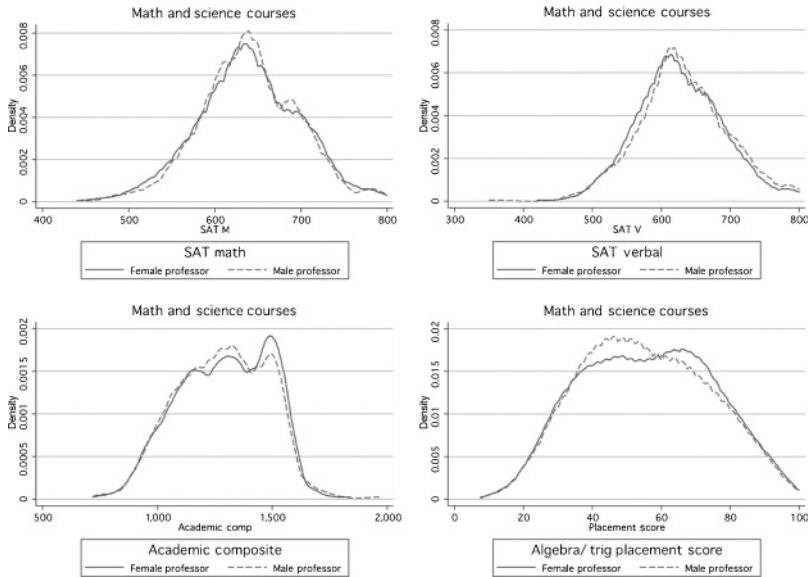 Math and science courses
0.008
0.006
0.004
0.002
0
Density
400 500 600 700 800
SAT M
SAT math
Female professor Male professor
Math and science courses
0.008
0.006
0.004
0.002
0
Density
300 400 500 600 700 800
SAT V
SAT verbal
Female professor Male professor
Math and science courses
0.002
0.0015
0.001
0.0005
0
Density
500 1,000 1,500 2,000
Academic comp
Academic composite
Female professor Male professor
Math and science courses
0.02
0.015
0.01
0.005
0
Density
0 20 40 60 80 100
Placement score
Algebra/ trig placement score
Female professor Male professor